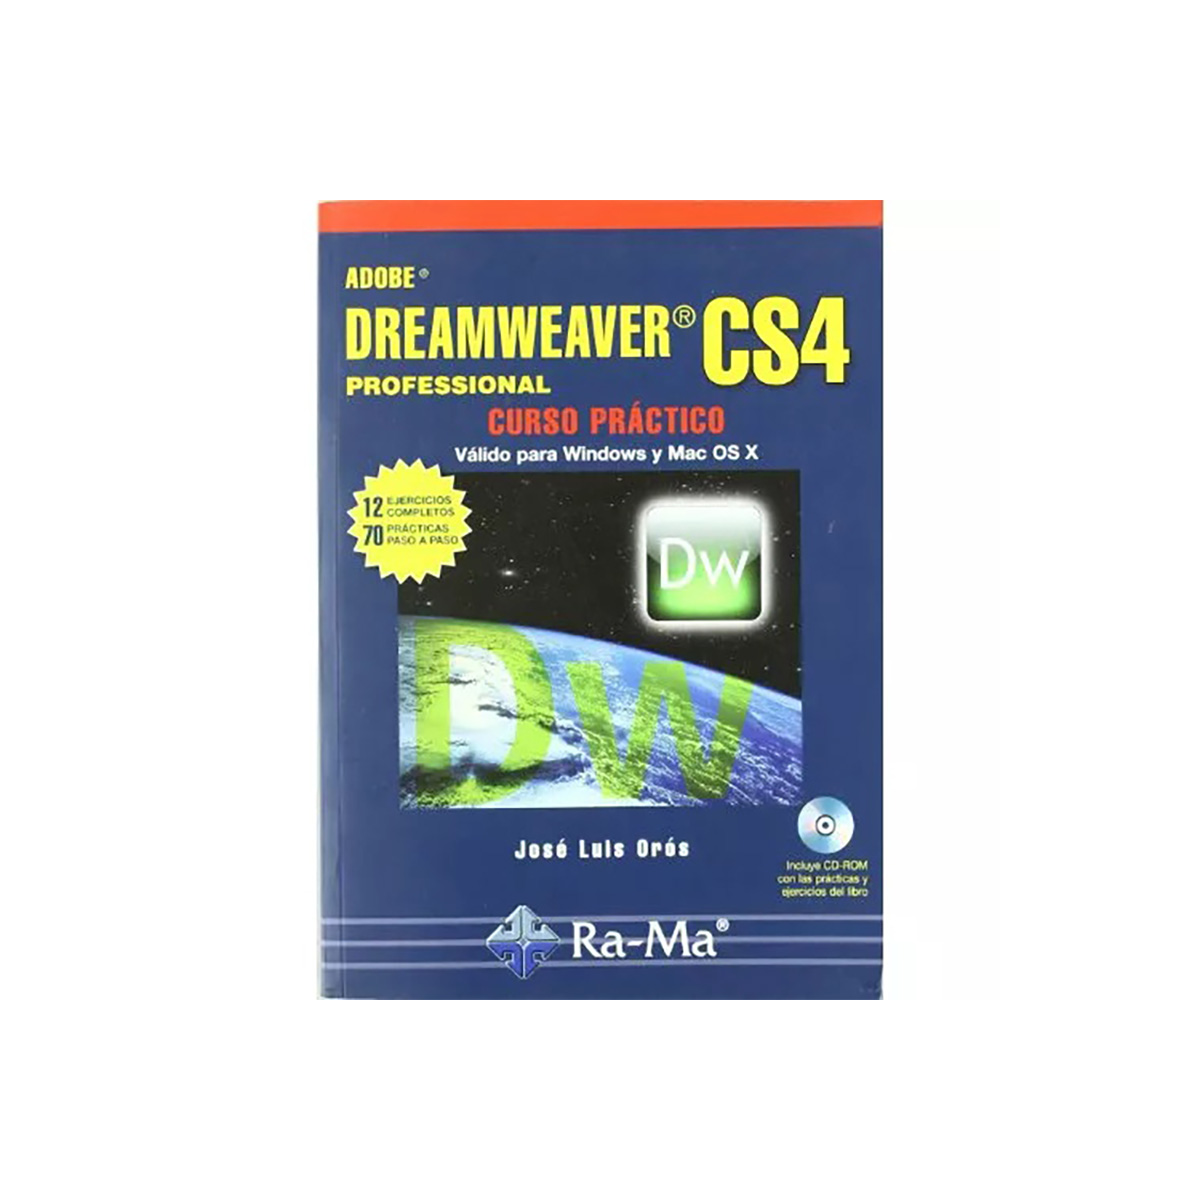 ADOBE ®
DREAMWEAVER® CS4
PROFESSIONAL
CURSO PRÁCTICO
Válido para Windows y Mac OS X
12 EJERCICIOS
COMPLETOS
70 PRÁCTICAS
PASO A PASO
Dw
Dw
José Luis Orós
Incluye CD-ROM
con las prácticas y
ejercicios del libro
Ra-Ma®